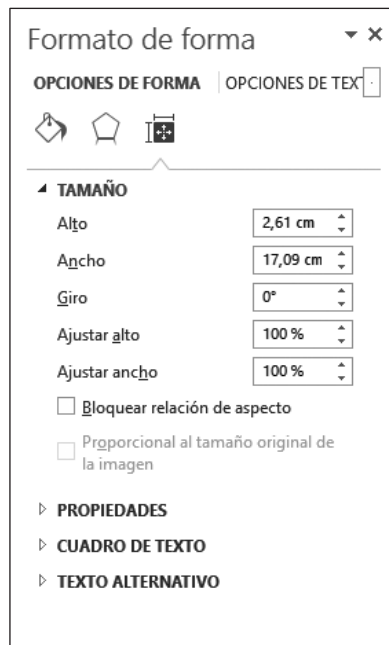 Formato de forma
OPCIONES DE FORMA OPCIONES DE TEX
TAMAÑO
Alto 2,61 cm
Ancho 17,09 cm
Giro 0°
Ajustar alto 100 %
Ajustar ancho 100 %
Bloquear relación de aspecto
Proporcional al tamaño original de
la imagen
PROPIEDADES
CUADRO DE TEXTO
TEXTO ALTERNATIVO